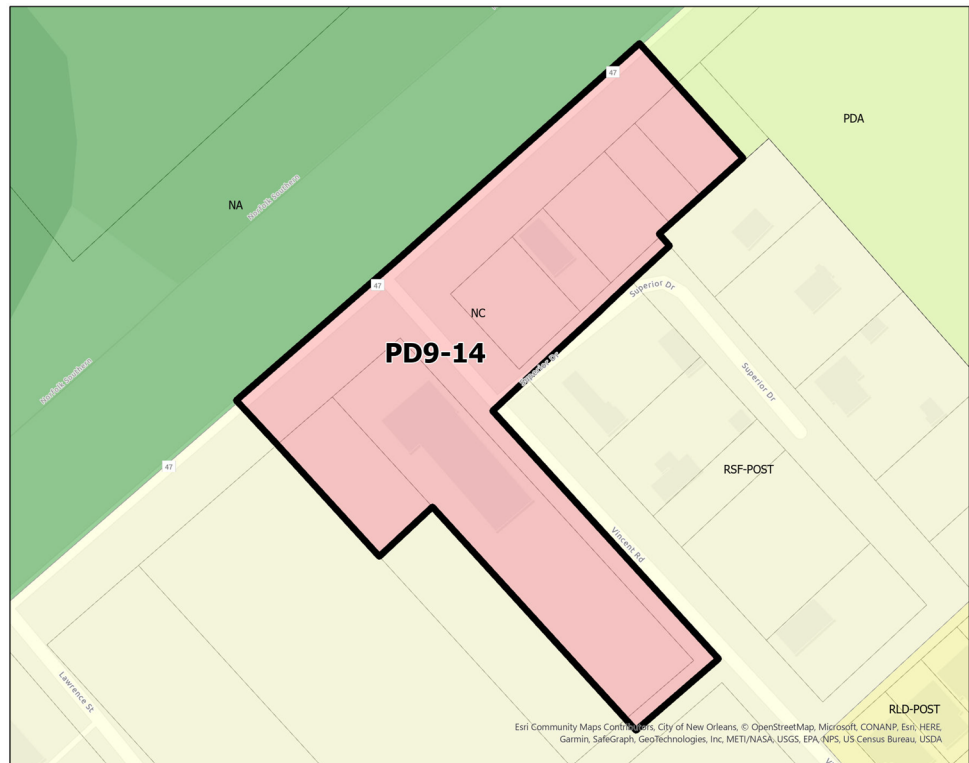 47
PDA
NA
Norfolk Southern
47
Superior Dr
NC
PD9-14
Superior Dr
Superior Dr
Norfolk Southern
47
RSF-POST
Vincent Rd
Lawrence St
RLD-POST
Esri Community Maps Contributors, City of New Orleans, © OpenStreetMap, Microsoft, CONANP, Esri, HERE,
Garmin, SafeGraph, GeoTechnologies, Inc, METI/NASA, USGS, EPA, NPS, US Census Bureau, USDA